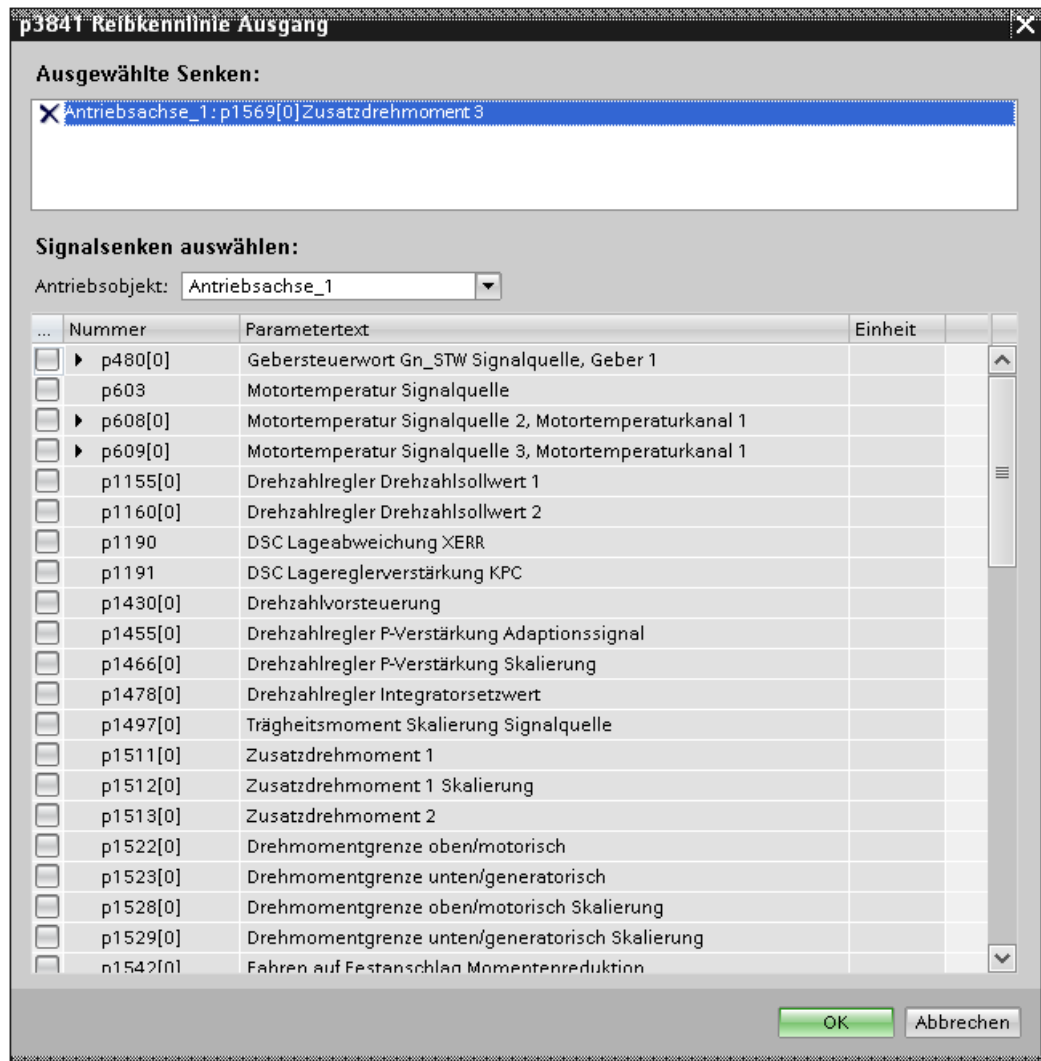 p3841 Reibkennlinie Ausgang
Ausgewählte Senken:
Antriebsachse_1: p1569[0] Zusatzdrehmoment 3
Signalsenken auswählen:
Antriebsobjekt: Antriebsachse_1
... Nummer Parametertext Einheit
p480[0] Gebersteuerwort Gn_STW Signalquelle, Geber 1
p603 Motortemperatur Signalquelle
p608[0] Motortemperatur Signalquelle 2, Motortemperaturkanal 1
p609[0] Motortemperatur Signalquelle 3, Motortemperaturkanal 1
p1155[0] Drehzahlregler Drehzahlsollwert 1
p1160[0] Drehzahlregler Drehzahlsollwert 2
p1190 DSC Lageabweichung XERR
p1191 DSC Lagereglerverstärkung KPC
p1430[0] Drehzahlvorsteuerung
p1455[0] Drehzahlregler P-Verstärkung Adaptionssignal
p1466[0] Drehzahlregler P-Verstärkung Skalierung
p1478[0] Drehzahlregler Integratorsetzwert
p1497[0] Trägheitsmoment Skalierung Signalquelle
p1511[0] Zusatzdrehmoment 1
p1512[0] Zusatzdrehmoment 1 Skalierung
p1513[0] Zusatzdrehmoment 2
p1522[0] Drehmomentgrenze oben/motorisch
p1523[0] Drehmomentgrenze unten/generatorisch
p1528[0] Drehmomentgrenze oben/motorisch Skalierung
p1529[0] Drehmomentgrenze unten/generatorisch Skalierung
p1542[0] Fahren auf Festanschlag Momentenreduktion
OK Abbrechen